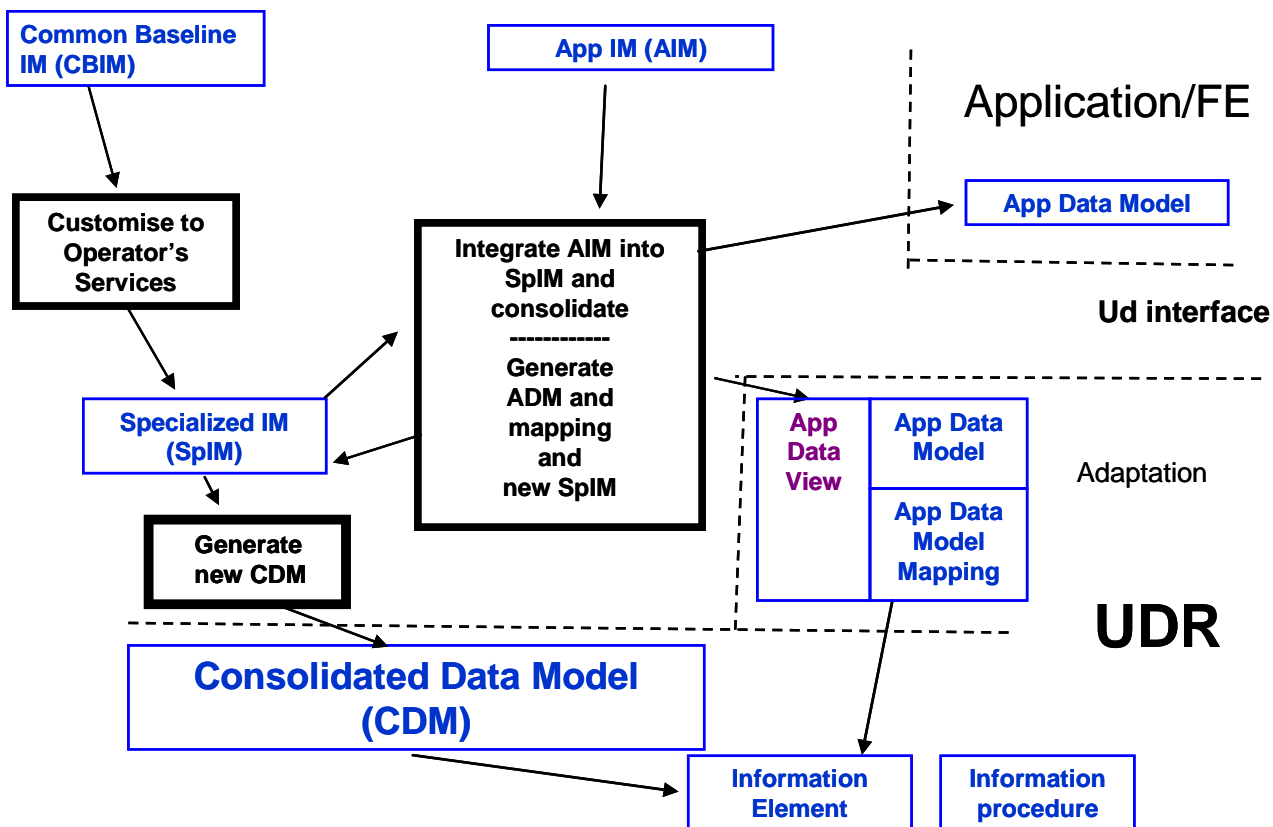 Common Baseline
IM (CBIM)
App IM (AIM)
Application/FE
App Data Model
Customise to
Operator's
Services
Integrate AIM into
SpIM and
consolidate
------------
Generate
ADM and
mapping
and
new SpIM
Ud interface
Specialized IM
(SpIM)
App
Data
View
App Data
Model
Adaptation
App Data
Model
Mapping
Generate
new CDM
UDR
Consolidated Data Model
(CDM)
Information
Element
Information
procedure